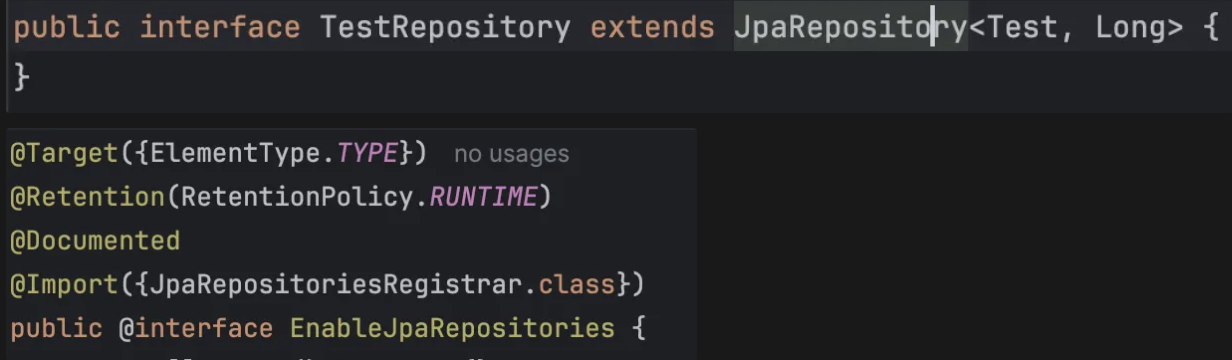 public interface TestRepository extends JpaRepository<Test, Long> {
}
@Target({ElementType.TYPE}) no usages
@Retention(RetentionPolicy.RUNTIME)
@Documented
@Import({JpaRepositoriesRegistrar.class})
public @interface EnableJpaRepositories {